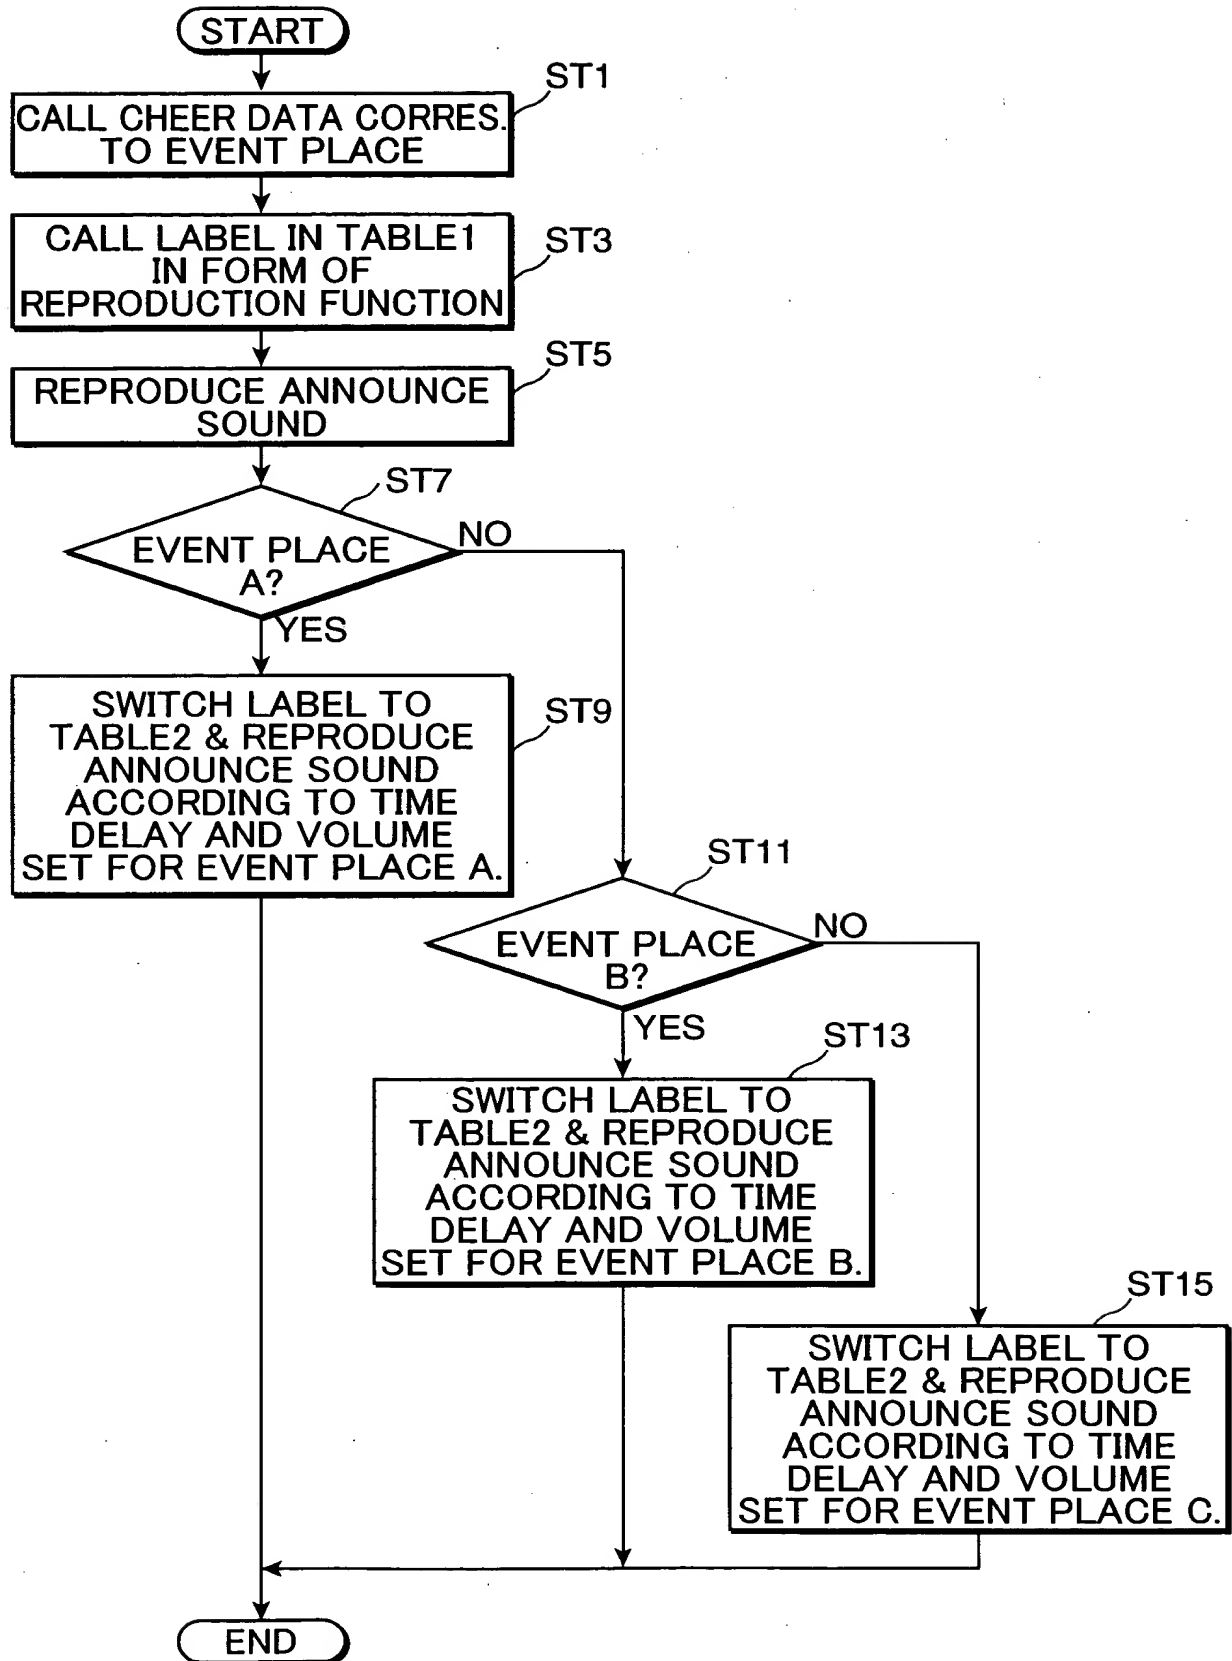 START
ST1
CALL CHEER DATA CORRES.
TO EVENT PLACE
CALL LABEL IN TABLE1
IN FORM OF
REPRODUCTION FUNCTION
ST3
ST5
REPRODUCE ANNOUNCE
SOUND
ST7
EVENT PLACE
A?
NO
YES
SWITCH LABEL TO
TABLE2 & REPRODUCE
ANNOUNCE SOUND
ACCORDING TO TIME
DELAY AND VOLUME
SET FOR EVENT PLACE A.
ST9
ST11
EVENT PLACE
B?
NO
YES
ST13
SWITCH LABEL TO
TABLE2 & REPRODUCE
ANNOUNCE SOUND
ACCORDING TO TIME
DELAY AND VOLUME
SET FOR EVENT PLACE B.
ST15
SWITCH LABEL TO
TABLE2 & REPRODUCE
ANNOUNCE SOUND
ACCORDING TO TIME
DELAY AND VOLUME
SET FOR EVENT PLACE C.
END